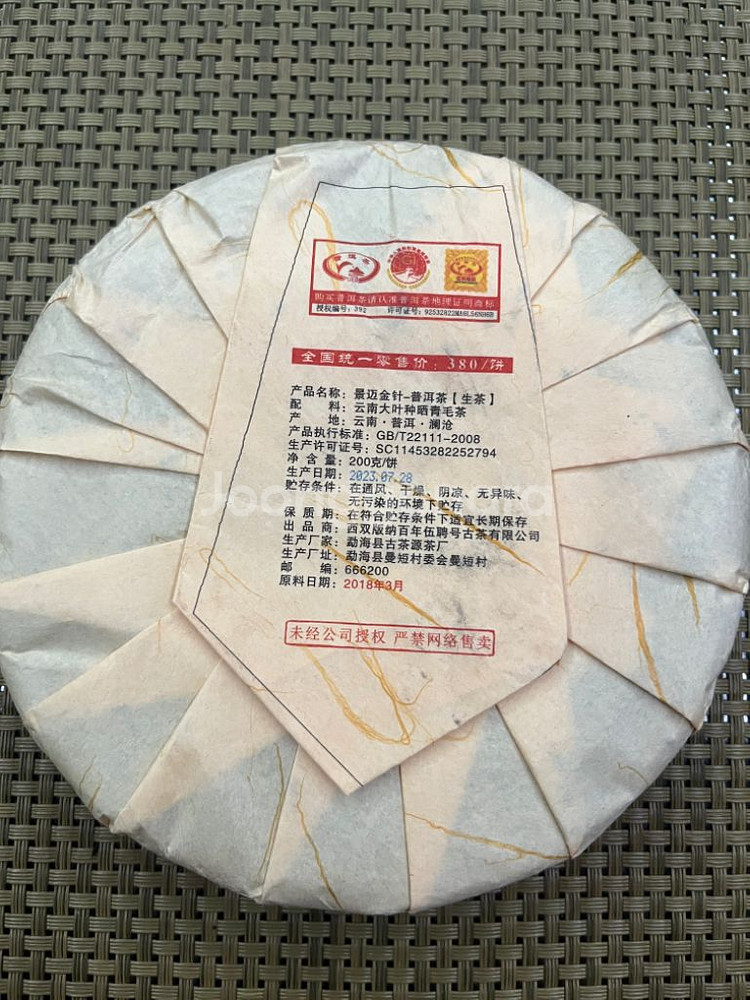 购买普洱茶请认准普洱茶地理证明商标
授权编号：392 许可证号：92532822MA6L56NH6B
全国统一零售价：380/饼
产品名称：景迈金针-普洱茶【生茶】
配 料：云南大叶种晒青毛茶
产 地：云南·普洱·澜沧
产品执行标准：GB/T22111-2008
生产许可证号：SC11453282252794
净 含 量：200克/饼
生产日期：2023.07.28
贮存条件：在通风、干燥、阴凉、无异味、
无污染的环境下贮存
保 质 期：在符合贮存条件下适宜长期保存
出 品 商：西双版纳百年伍聘号古茶有限公司
生产厂家：勐海县古茶源茶厂
生产厂址：勐海县曼短村委会曼短村
邮 编：666200
原料日期：2018年3月
未经公司授权 严禁网络售卖